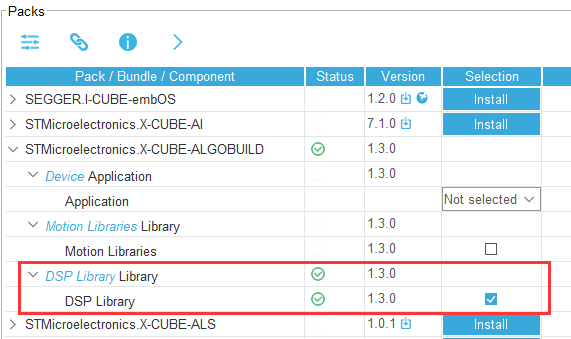 Packs
Pack / Bundle / Component Status Version Selection
SEGGER.I-CUBE-embOS 1.2.0 Install
STMicroelectronics.X-CUBE-AI 7.1.0 Install
STMicroelectronics.X-CUBE-ALGOBUILD 1.3.0
Device Application 1.3.0
Application Not selected
Motion Libraries Library 1.3.0
Motion Libraries 1.3.0
DSP Library Library 1.3.0
DSP Library 1.3.0
STMicroelectronics.X-CUBE-ALS 1.0.1 Install